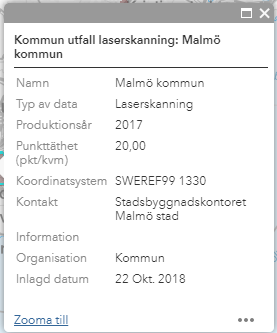 Kommun utfall laserskanning: Malmö
kommun
Namn Malmö kommun
Typ av data Laserskanning
Produktionsår 2017
Punkttäthet 20,00
(pkt/kvm)
Koordinatsystem SWEREF99 1330
Kontakt Stadsbyggnadskontoret
Malmö stad
Information
Organisation Kommun
Inlagd datum 22 Okt. 2018
Zooma till